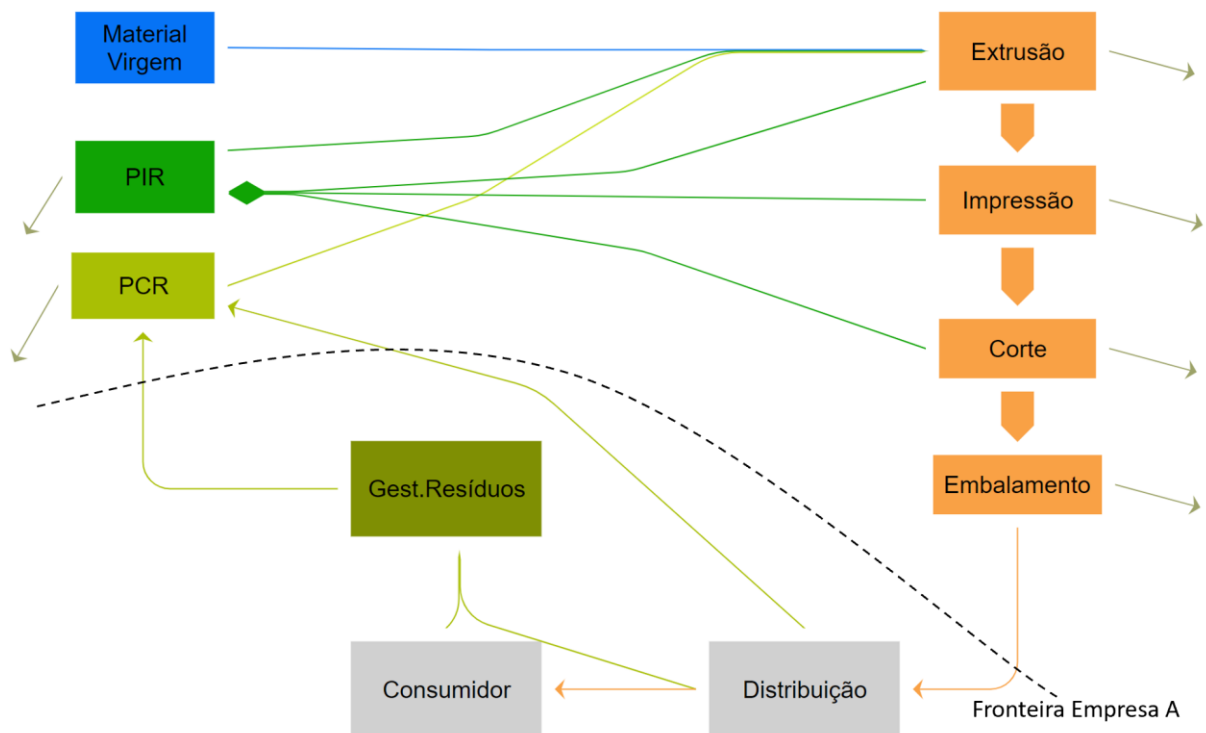 Material
Virgem
Extrusão
PIR
Impressão
PCR
Corte
Gest.Resíduos
Embalamento
Consumidor
Distribuição
Fronteira Empresa A